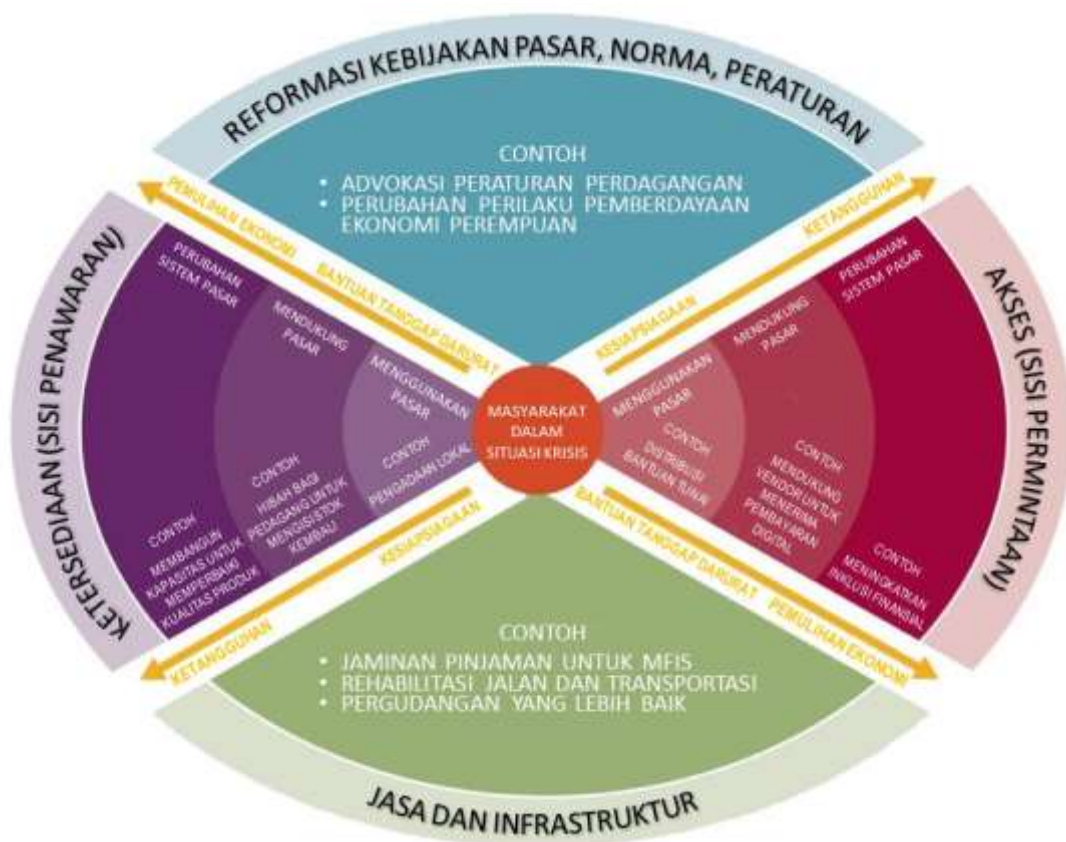 REFORMASI KEBIJAKAN PASAR, NORMA, PERATURAN
CONTOH
• ADVOKASI PERATURAN PERDAGANGAN
• PERUBAHAN PERILAKU PEMBERDAYAAN
EKONOMI PEREMPUAN
PEMULIHAN EKONOMI
BANTUAN TANGGAP DARURAT
KESIAPSIAGAAN
KETANGGUHAN
KETERSEDIAAN (SISI PENAWARAN)
PERUBAHAN
SISTEM PASAR
CONTOH
MEMBANGUN
KAPASITAS UNTUK
MEMPERBAIKI
KUALITAS PRODUK
MENDUKUNG
PASAR
CONTOH
HIBAH BAGI
PEDAGANG UNTUK
MENGISI STOK
KEMBALI
MENGGUNAKAN
PASAR
CONTOH
PENGADAAN LOKAL
MASYARAKAT
DALAM
SITUASI KRISIS
MENGGUNAKAN
PASAR
CONTOH
DISTRIBUSI
BANTUAN TUNAI
MENDUKUNG
PASAR
CONTOH
MENDUKUNG
VENDOR UNTUK
MENERIMA
PEMBAYARAN
DIGITAL
PERUBAHAN
SISTEM PASAR
CONTOH
MENINGKATKAN
INKLUSI FINANSIAL
AKSES (SISI PERMINTAAN)
KESIAPSIAGAAN
KETANGGUHAN
BANTUAN TANGGAP DARURAT
PEMULIHAN EKONOMI
CONTOH
• JAMINAN PINJAMAN UNTUK MFIS
• REHABILITASI JALAN DAN TRANSPORTASI
• PERGUDANGAN YANG LEBIH BAIK
JASA DAN INFRASTRUKTUR